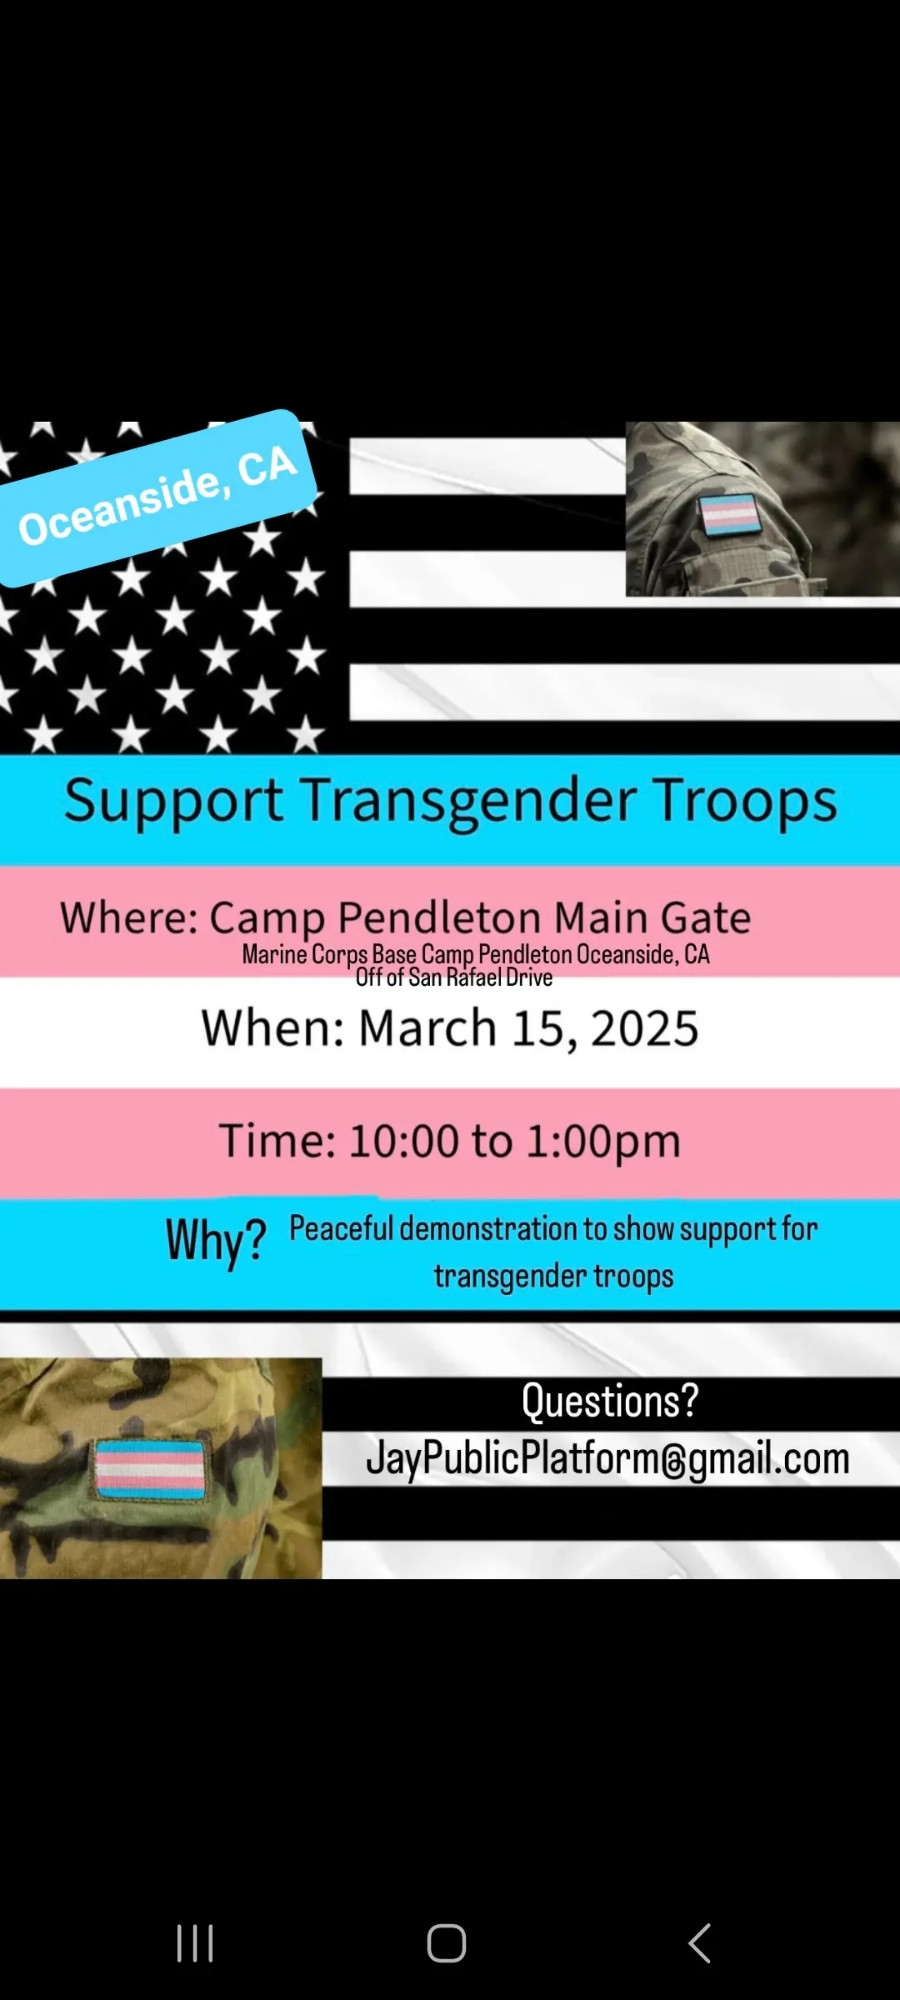 Oceanside, CA
Support Transgender Troops
Where: Camp Pendleton Main Gate
Marine Corps Base Camp Pendleton Oceanside, CA
Off of San Rafael Drive
When: March 15, 2025
Time: 10:00 to 1:00pm
Why? Peaceful demonstration to show support for
transgender troops
Questions?
JayPublicPlatform@gmail.com